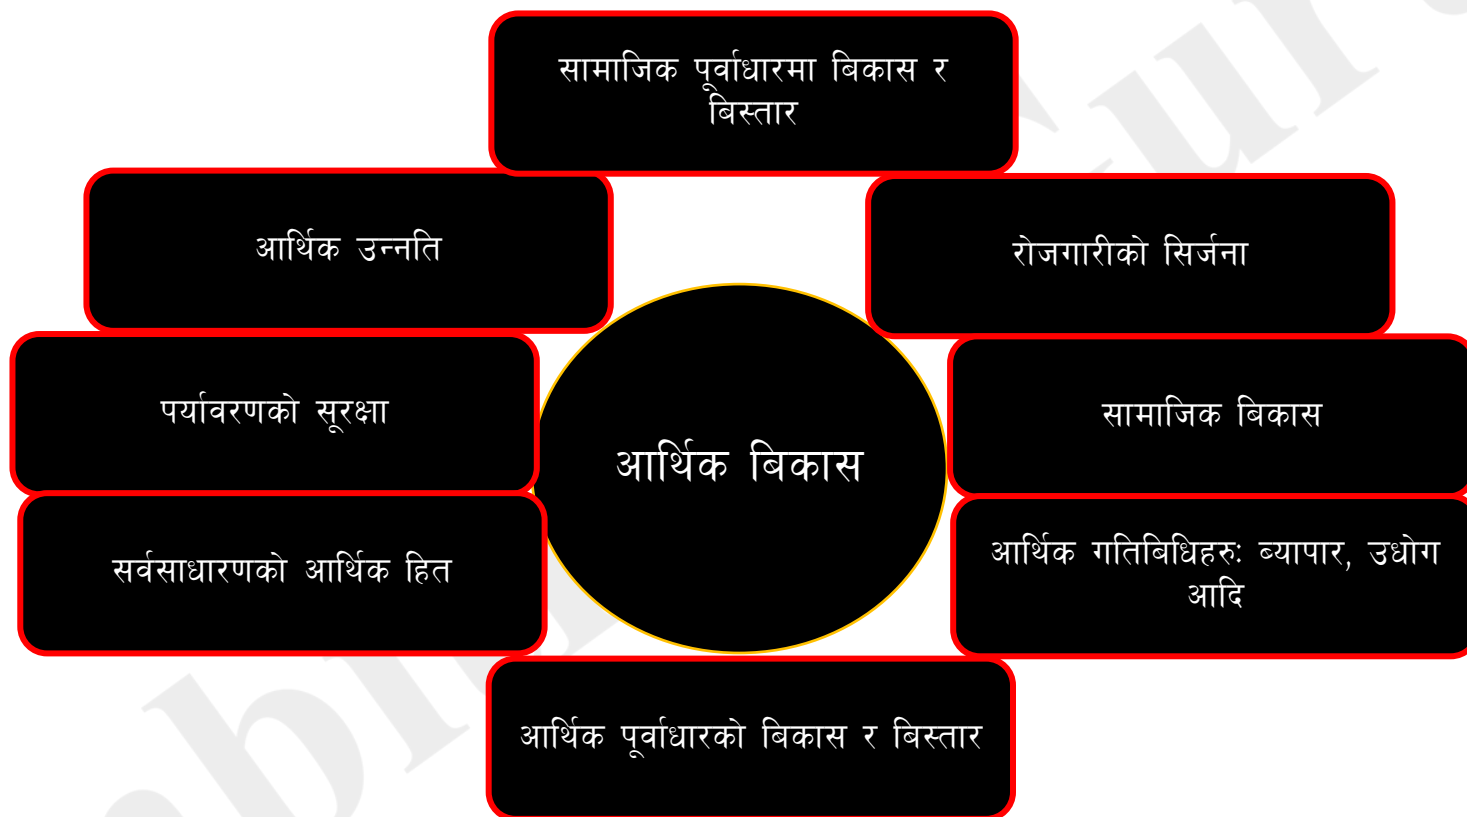 सामाजिक पूर्वाधारमा बिकास र
बिस्तार
आर्थिक उन्नति
रोजगारीको सिर्जना
पर्यावरणको सूरक्षा
सामाजिक बिकास
आर्थिक बिकास
सर्वसाधारणको आर्थिक हित
आर्थिक गतिबिधिहरुः ब्यापार, उधोग
आदि
आर्थिक पूर्वाधारको बिकास र बिस्तार